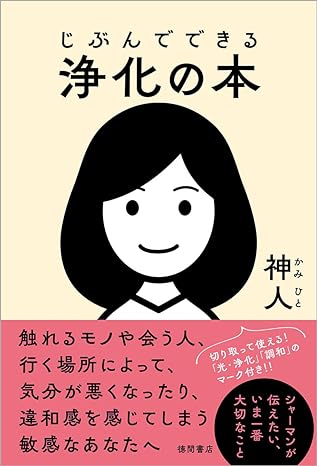 じぶんでできる
浄化の本
神人
かみ ひと
切り取って使える!
「光・浄化」「調和」の
マーク付き!!
触れるモノや会う人、
行く場所によって、
気分が悪くなったり、
違和感を感じてしまう
敏感なあなたへ
シャーマンが
伝えたい、
いま一番
大切なこと
徳間書店